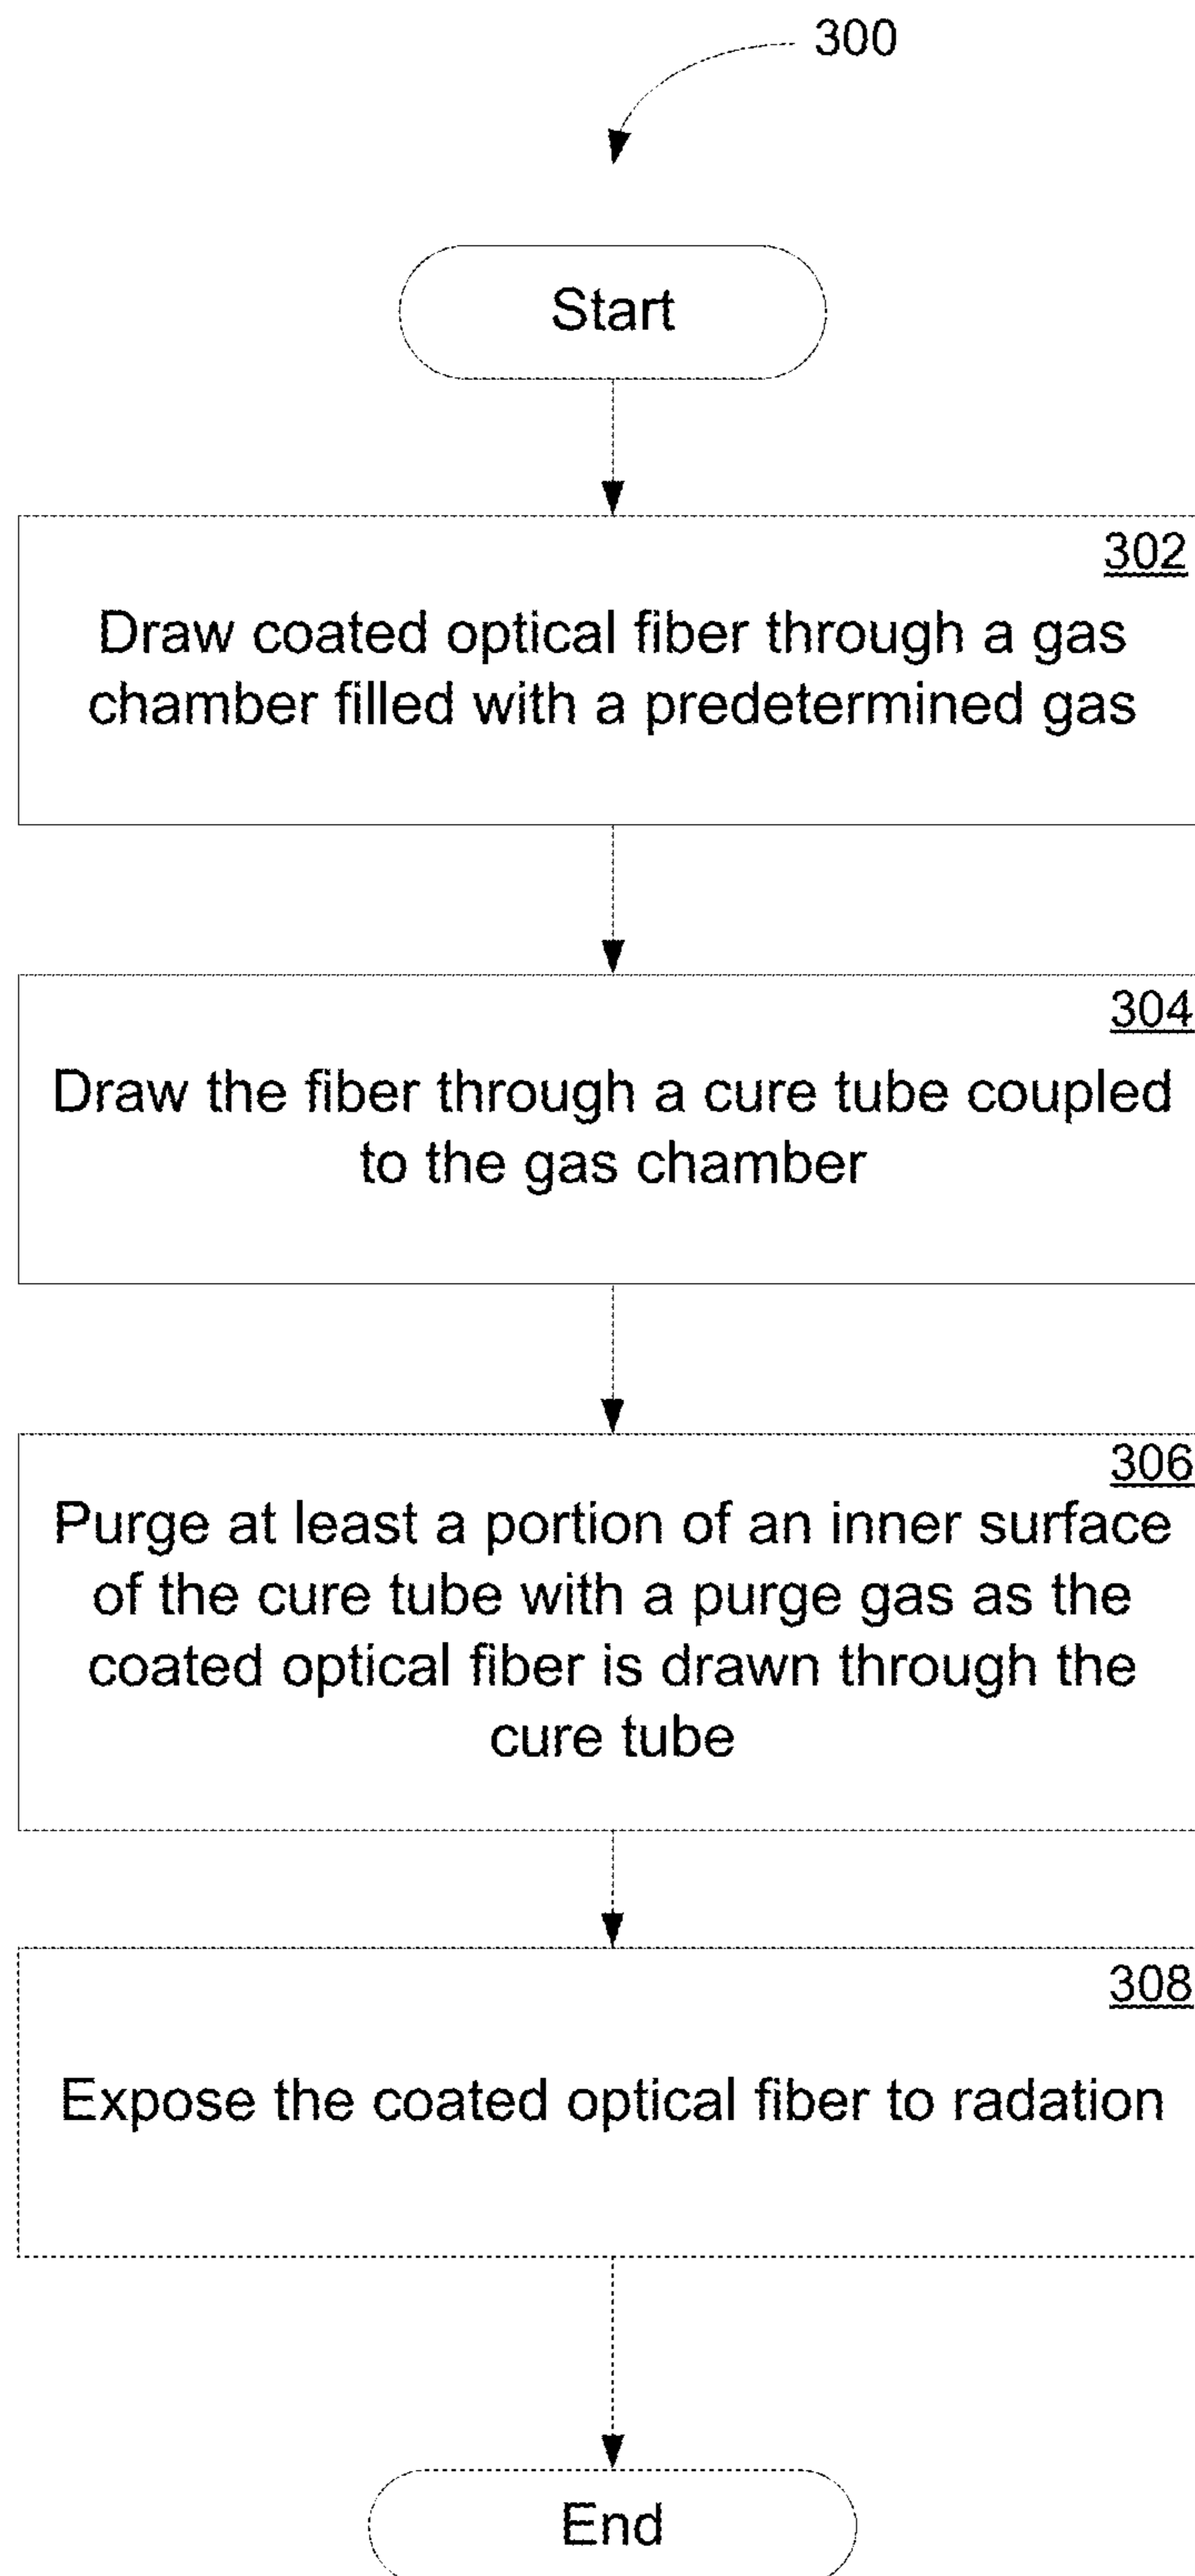 300
Start
302
Draw coated optical fiber through a gas
chamber filled with a predetermined gas
304
Draw the fiber through a cure tube coupled
to the gas chamber
306
Purge at least a portion of an inner surface
of the cure tube with a purge gas as the
coated optical fiber is drawn through the
cure tube
308
Expose the coated optical fiber to radation
End